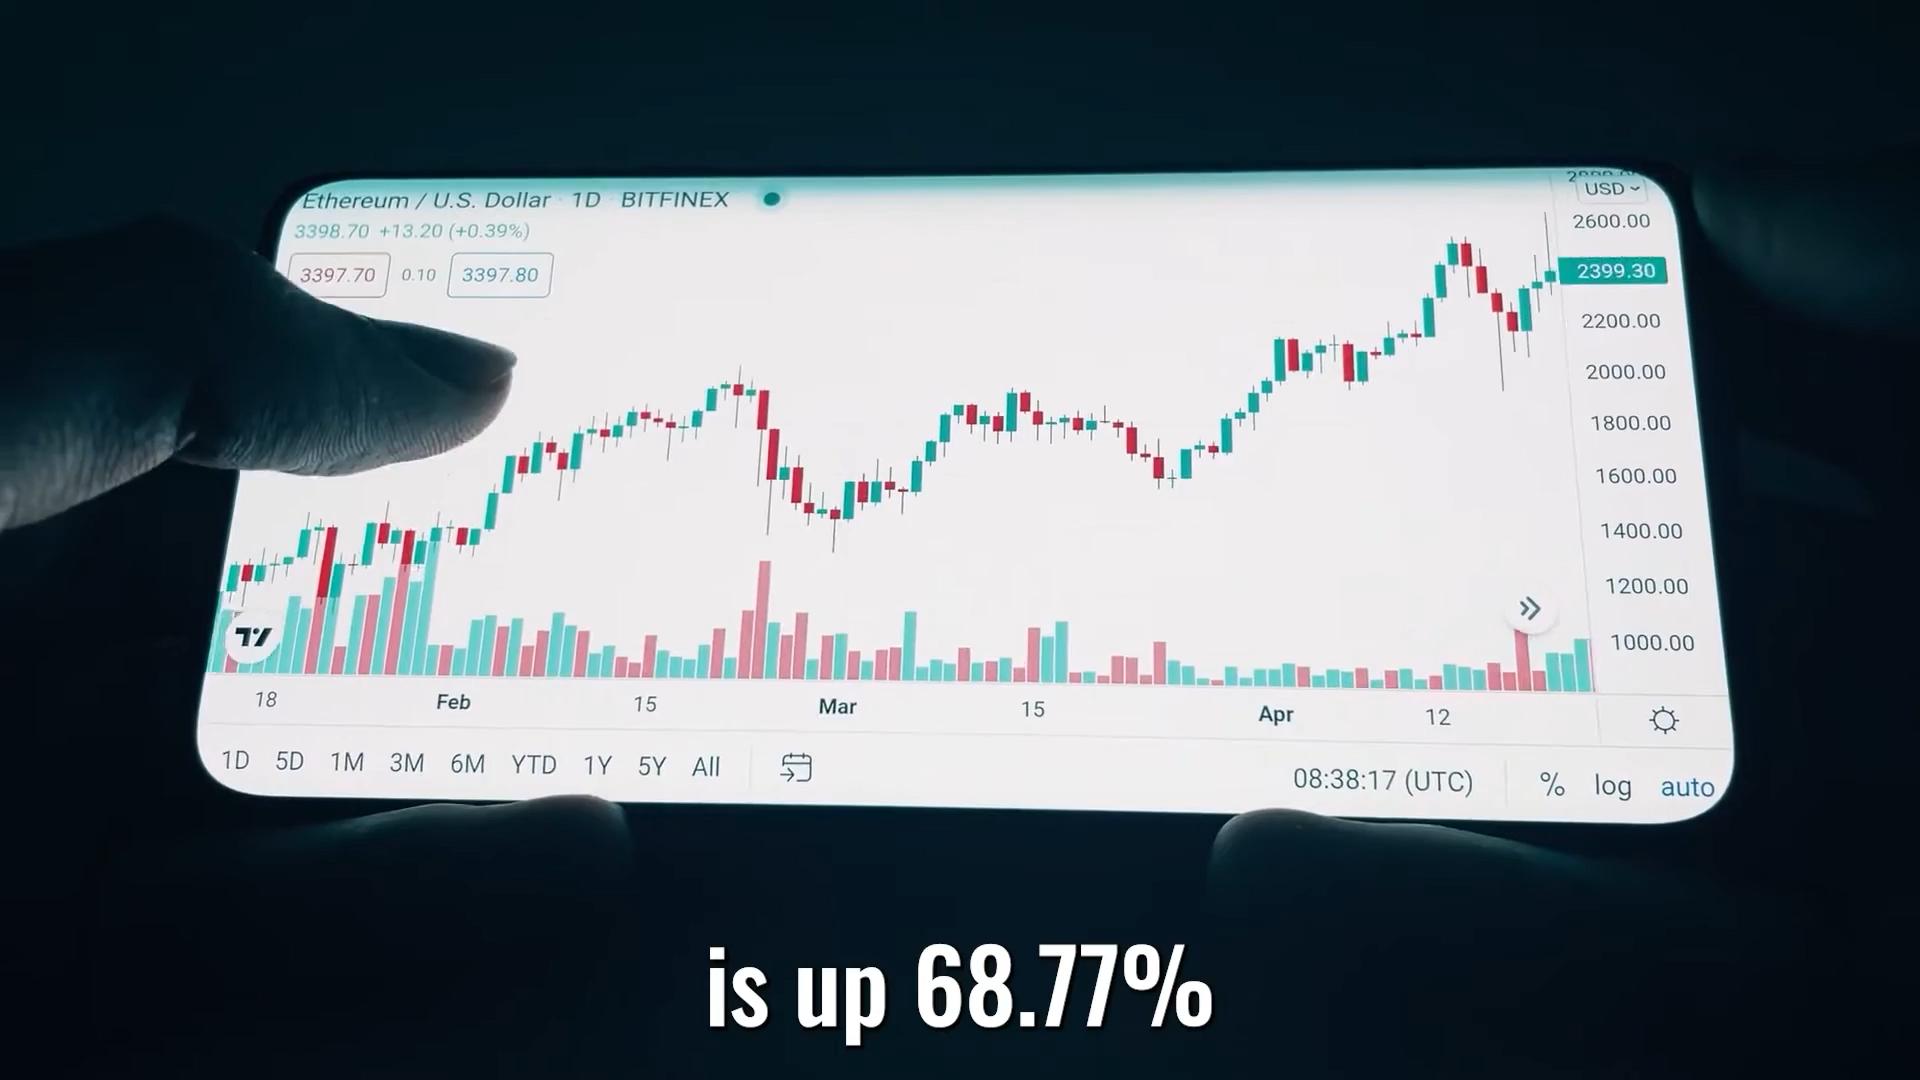 Ethereum / U.S. Dollar · 1D · BITFINEX
3398.70 +13.20 (+0.39%)
3397.70 0.10 3397.80
USD
2600.00
2399.30
2200.00
2000.00
1800.00
1600.00
1400.00
1200.00
1000.00
18 Feb 15 Mar 15 Apr 12
1D 5D 1M 3M 6M YTD 1Y 5Y All
08:38:17 (UTC) % log auto
is up 68.77%